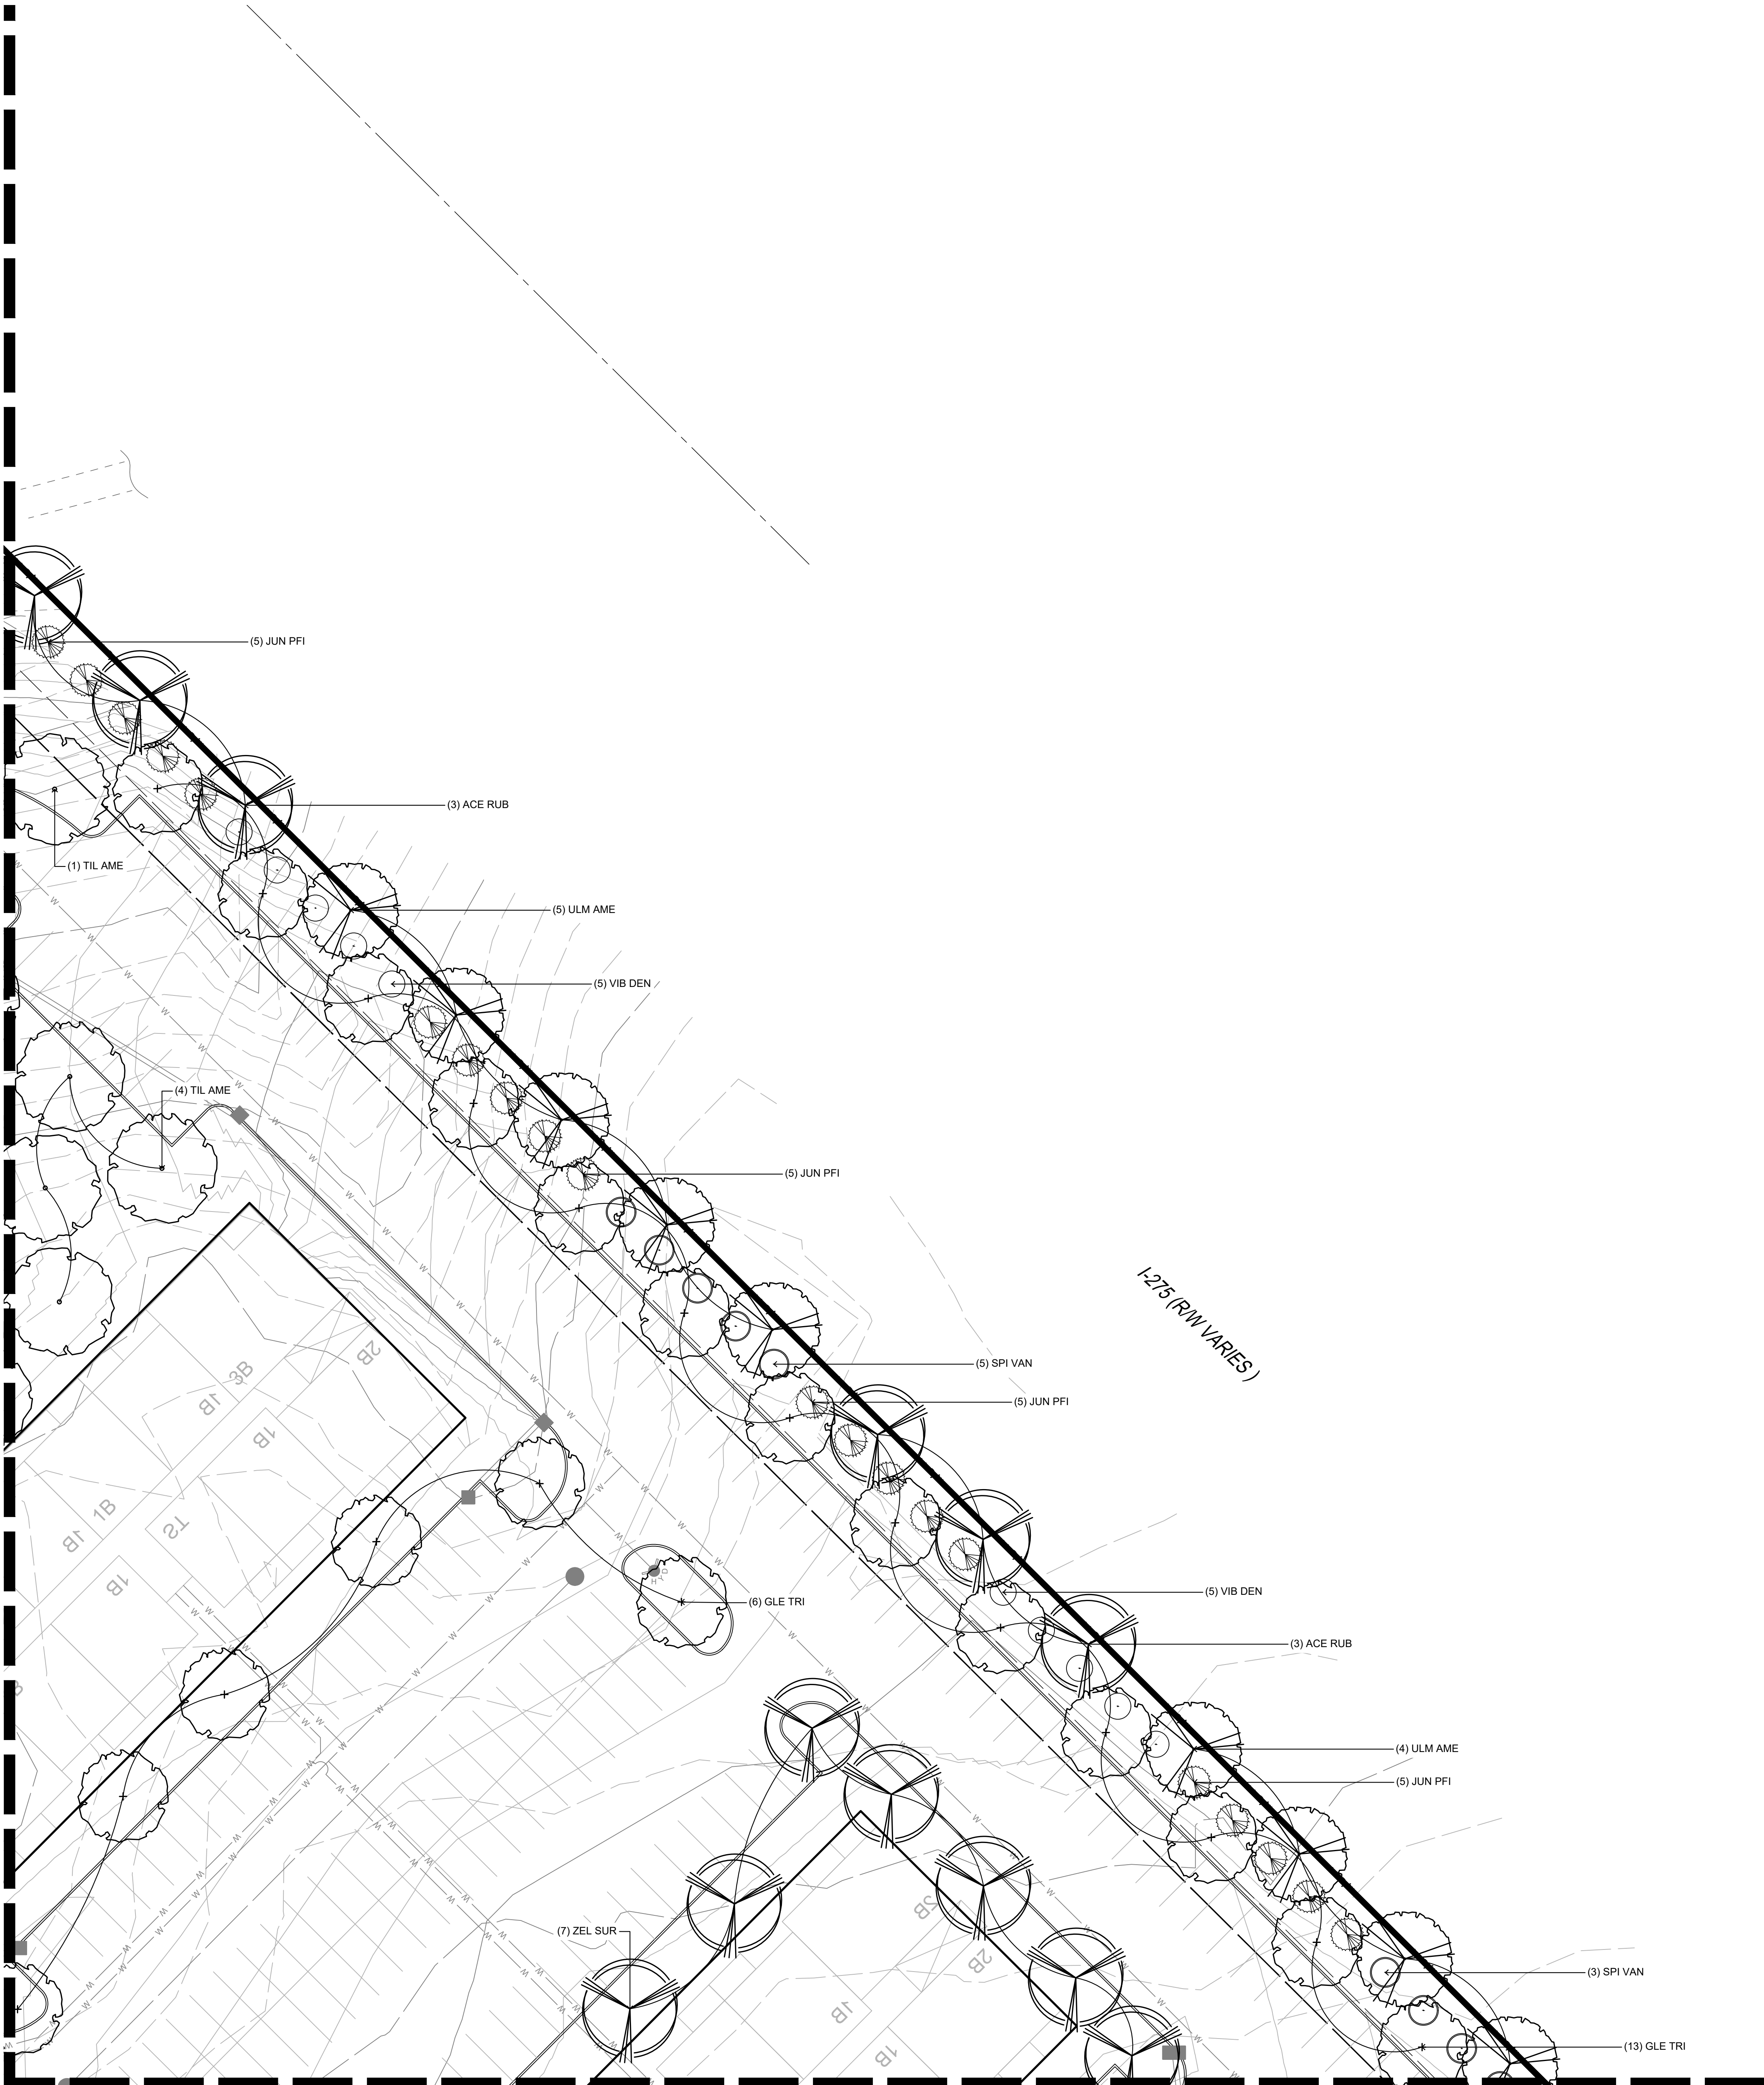 (5) JUN PFI
(3) ACE RUB
(1) TIL AME
(5) ULM AME
(5) VIB DEN
(4) TIL AME
(5) JUN PFI
I-275 (R/W VARIES )
(5) SPI VAN
2B
3B
1B
(5) JUN PFI
1B
1B
1B
TS
1B
HYD
(5) VIB DEN
(6) GLE TRI
(3) ACE RUB
(4) ULM AME
(5) JUN PFI
2B
(7) ZEL SUR
2B
(3) SPI VAN
1B
(13) GLE TRI
1B